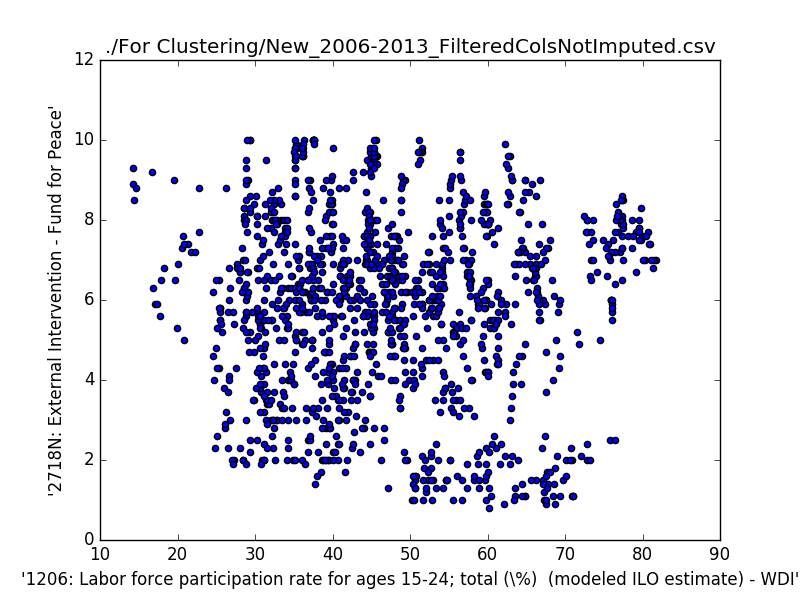 ./For Clustering/New_2006-2013_FilteredColsNotImputed.csv
12
10
8
6
4
2
0
'2718N: External Intervention - Fund for Peace'
10 20 30 40 50 60 70 80 90
'1206: Labor force participation rate for ages 15-24; total (\%)  (modeled ILO estimate) - WDI'